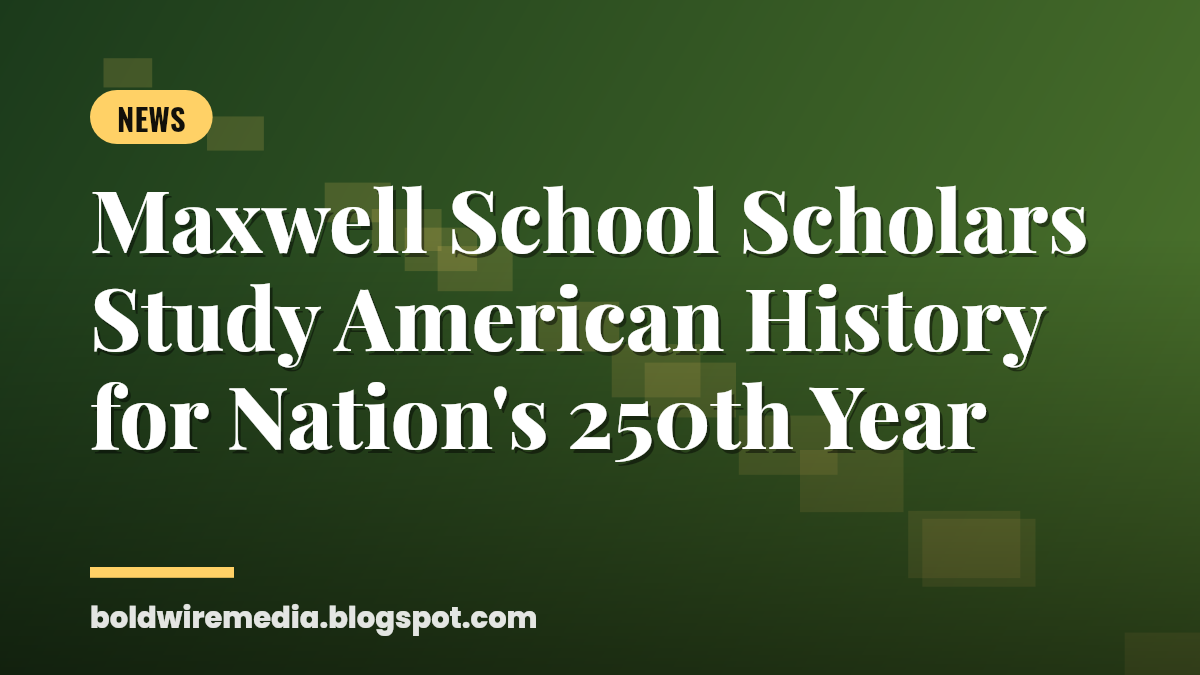 NEWS
Maxwell School Scholars
Study American History
for Nation's 250th Year
boldwiremedia.blogspot.com